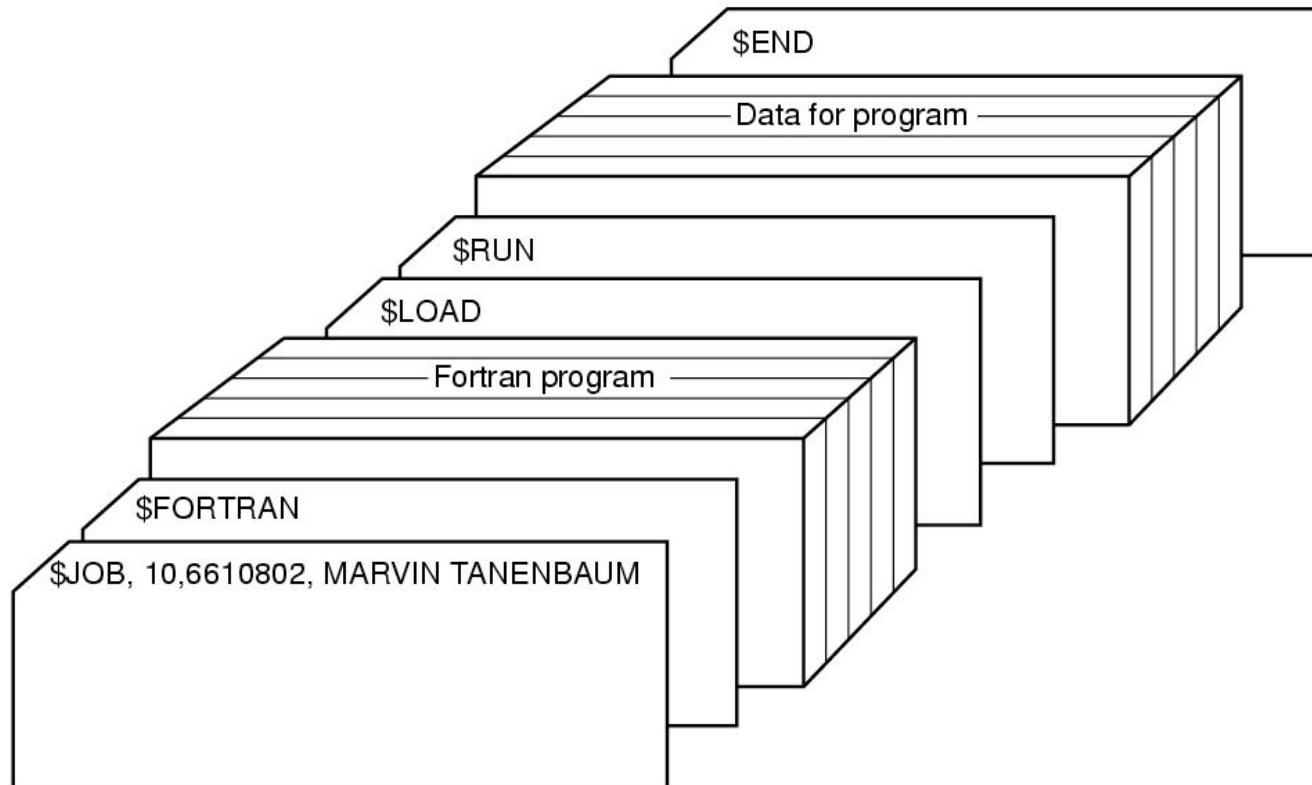 $END
Data for program
$RUN
$LOAD
Fortran program
$FORTRAN
$JOB, 10,6610802, MARVIN TANENBAUM